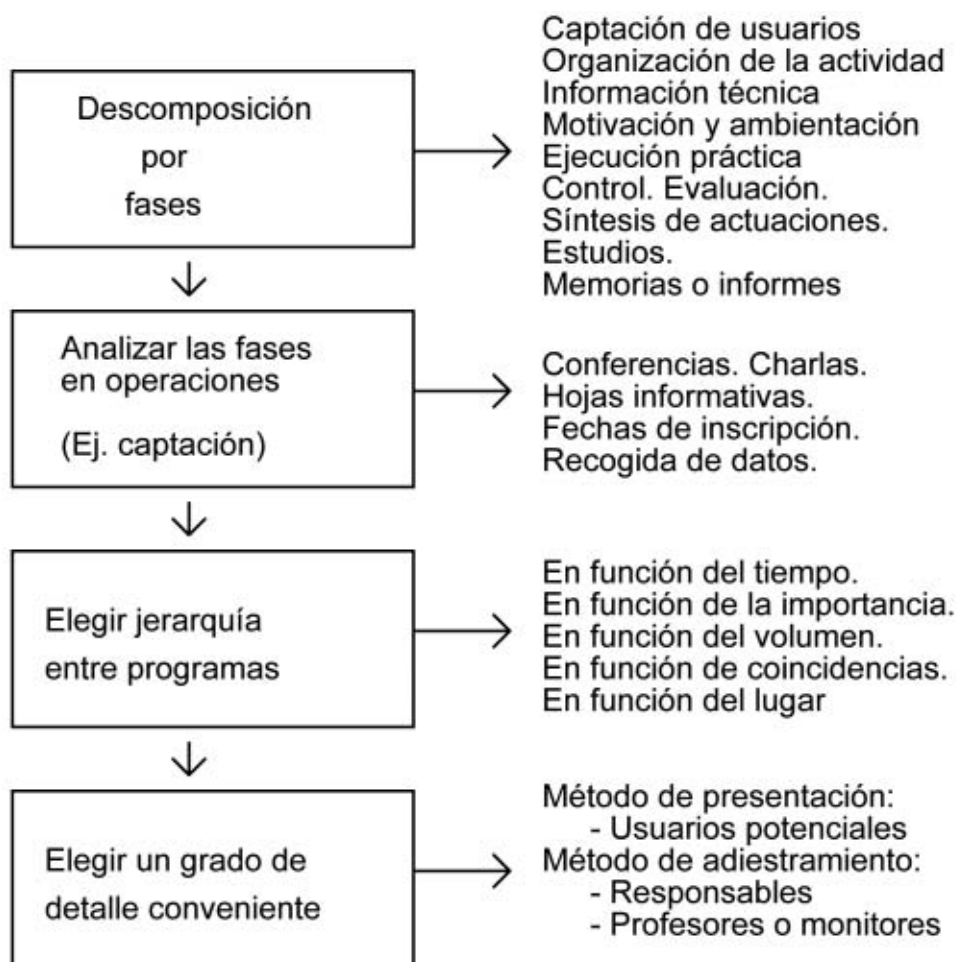 Descomposición
por
fases
Captación de usuarios
Organización de la actividad
Información técnica
Motivación y ambientación
Ejecución práctica
Control. Evaluación.
Síntesis de actuaciones.
Estudios.
Memorias o informes
Analizar las fases
en operaciones
(Ej. captación)
Conferencias. Charlas.
Hojas informativas.
Fechas de inscripción.
Recogida de datos.
Elegir jerarquía
entre programas
En función del tiempo.
En función de la importancia.
En función del volumen.
En función de coincidencias.
En función del lugar
Elegir un grado de
detalle conveniente
Método de presentación:
- Usuarios potenciales
Método de adiestramiento:
- Responsables
- Profesores o monitores